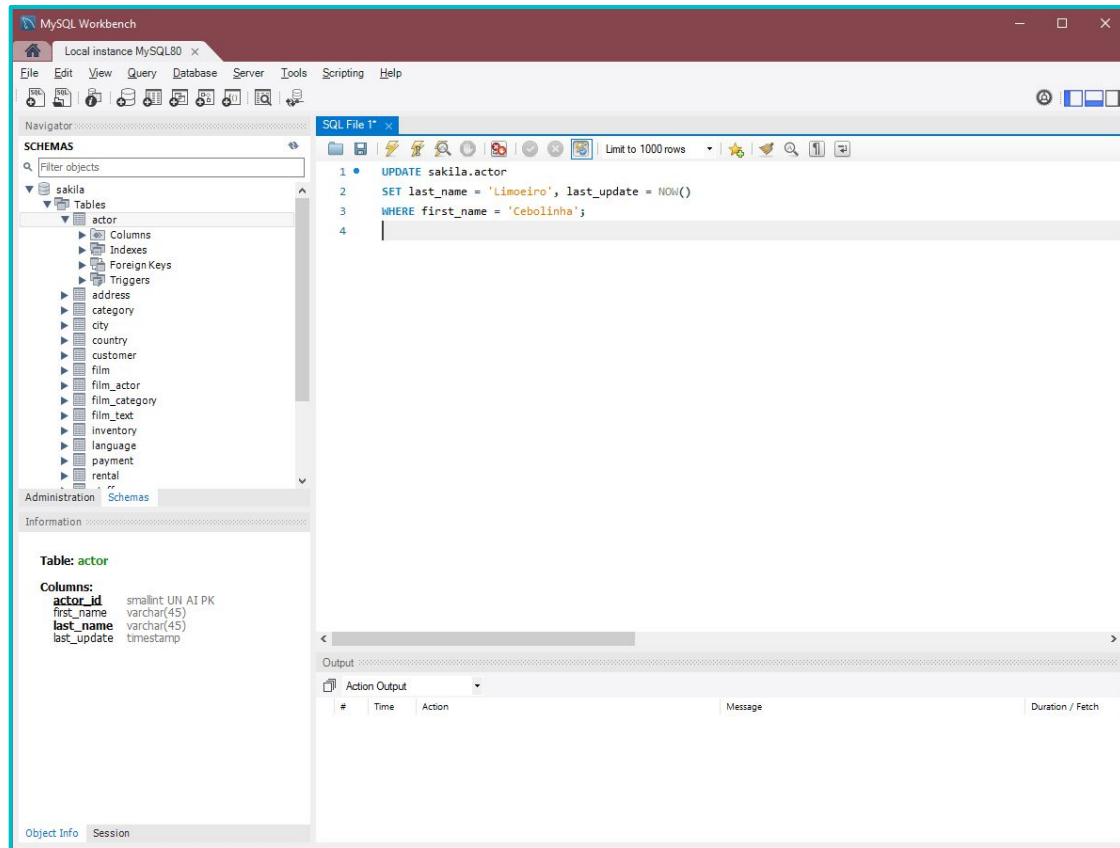 MySQL Workbench
Local instance MySQL80
File Edit View Query Database Server Tools Scripting Help
Navigator
SCHEMAS
Filter objects
sakila
Tables
actor
Columns
Indexes
Foreign Keys
Triggers
address
category
city
country
customer
film
film_actor
film_category
film_text
inventory
language
payment
rental
Administration Schemas
Information
Table: actor
Columns:
actor_id smallint UN AI PK
first_name varchar(45)
last_name varchar(45)
last_update timestamp
Object Info Session
SQL File 1*
Limit to 1000 rows
1 UPDATE sakila.actor
2 SET last_name = 'Limoeiro', last_update = NOW()
3 WHERE first_name = 'Cebolinha';
4
Output
Action Output
# Time Action Message Duration / Fetch